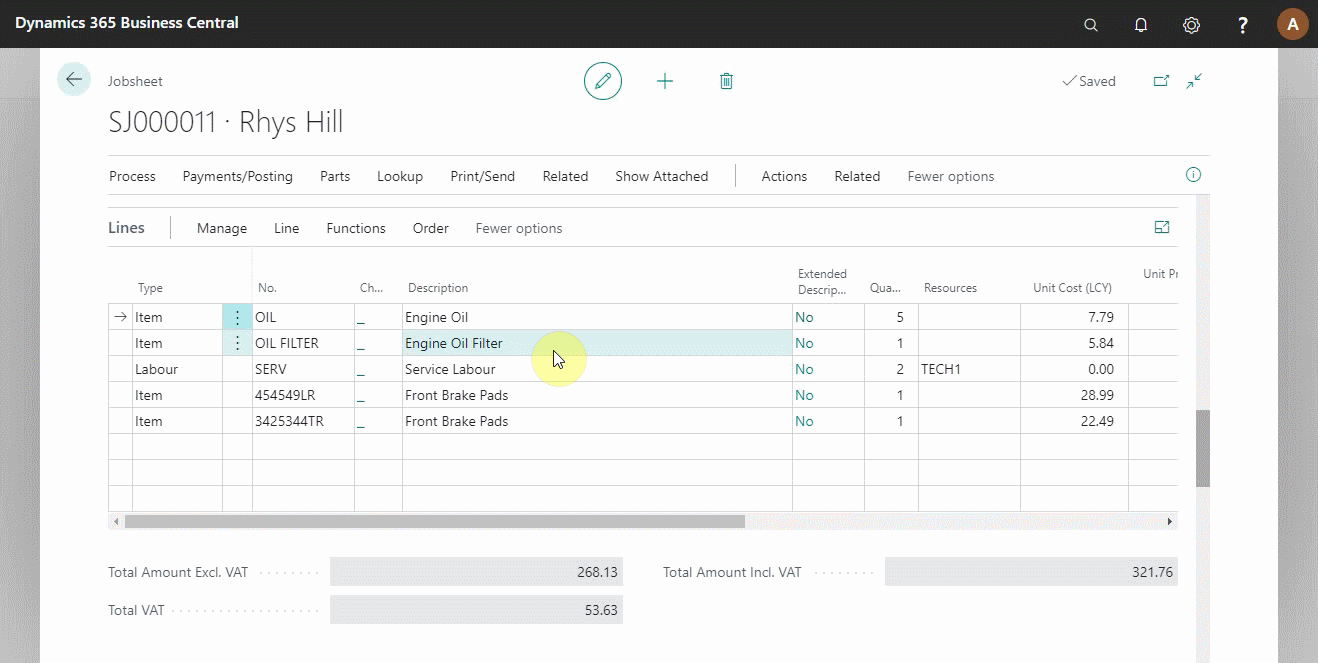 Dynamics 365 Business Central
?
A
Jobsheet
Saved
SJ000011 · Rhys Hill
Process Payments/Posting Parts Lookup Print/Send Related Show Attached Actions Related Fewer options
Lines Manage Line Functions Order Fewer options
Type No. Ch... Description Extended Descrip... Qua... Resources Unit Cost (LCY) Unit Pr
Item OIL _ Engine Oil No 5 7.79
Item OIL FILTER _ Engine Oil Filter No 1 5.84
Labour SERV _ Service Labour No 2 TECH1 0.00
Item 454549LR _ Front Brake Pads No 1 28.99
Item 3425344TR _ Front Brake Pads No 1 22.49
Total Amount Excl. VAT 268.13 Total Amount Incl. VAT 321.76
Total VAT 53.63